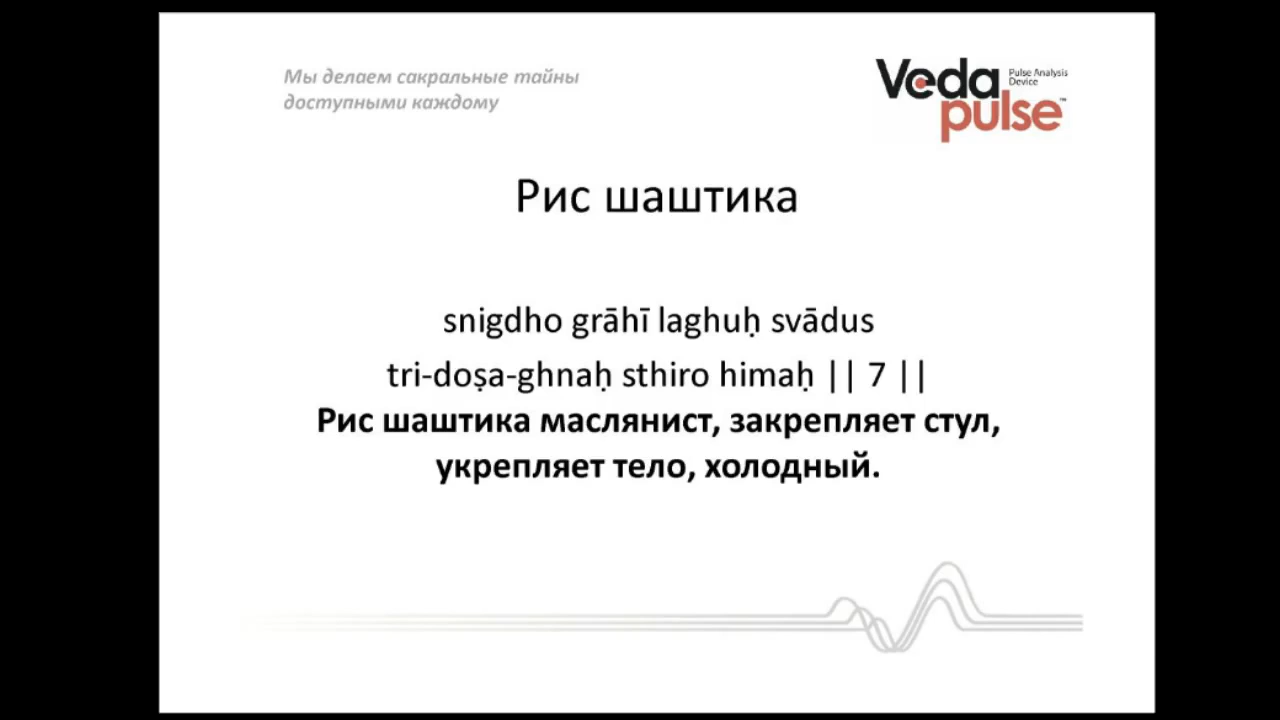 Мы делаем сакральные тайны
доступными каждому
Veda
pulse™
Pulse Analysis
Device
Рис шаштика
snigdho grāhī laghuḥ svādus
tri-doṣa-ghnaḥ sthiro himaḥ || 7 ||
Рис шаштика маслянист, закрепляет стул,
укрепляет тело, холодный.